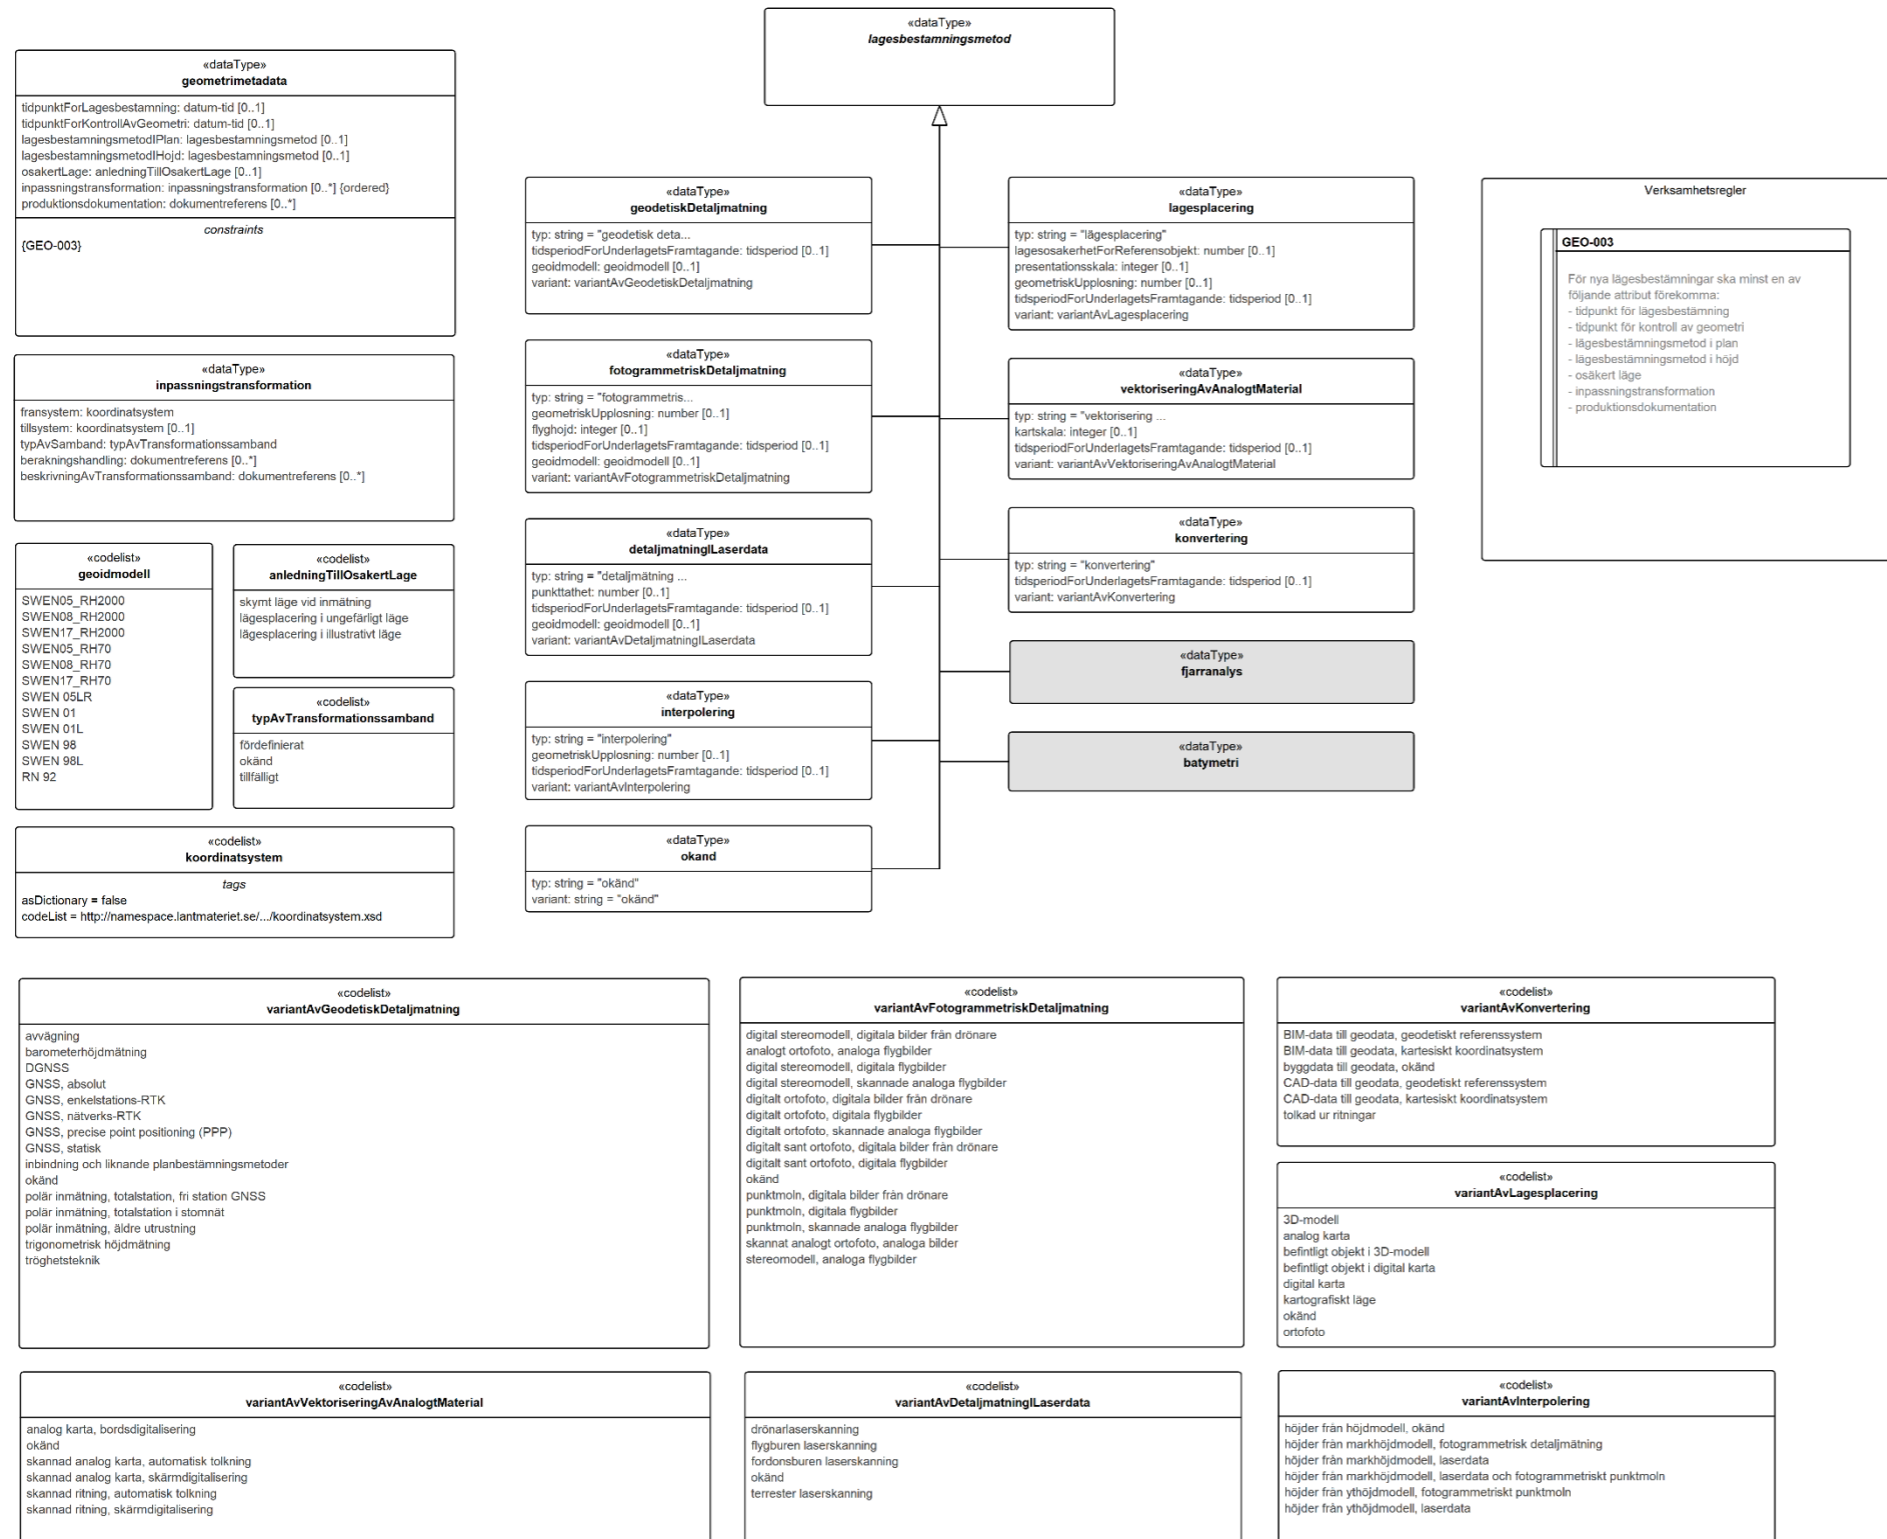 «dataType»
lagesbestamningsmetod
«dataType»
geometrimetadata
tidpunktForLagesbestamning: datum-tid [0..1]
tidpunktForKontrollAvGeometri: datum-tid [0..1]
lagesbestamningsmetodIPlan: lagesbestamningsmetod [0..1]
lagesbestamningsmetodIHojd: lagesbestamningsmetod [0..1]
osakertLage: anledningTillOsakertLage [0..1]
inpassningstransformation: inpassningstransformation [0..*] {ordered}
produktionsdokumentation: dokumentreferens [0..*]
constraints
{GEO-003}
«dataType»
inpassningstransformation
fransystem: koordinatsystem
tillsystem: koordinatsystem [0..1]
typAvSamband: typAvTransformationssamband
berakningshandling: dokumentreferens [0..*]
beskrivningAvTransformationssamband: dokumentreferens [0..*]
«codelist»
geoidmodell
SWEN05_RH2000
SWEN08_RH2000
SWEN17_RH2000
SWEN05_RH70
SWEN08_RH70
SWEN17_RH70
SWEN 05LR
SWEN 01
SWEN 01L
SWEN 98
SWEN 98L
RN 92
«codelist»
anledningTillOsakertLage
skymt läge vid inmätning
lägesplacering i ungefärligt läge
lägesplacering i illustrativt läge
«codelist»
typAvTransformationssamband
fördefinierat
okänd
tillfälligt
«codelist»
koordinatsystem
tags
asDictionary = false
codeList = http://namespace.lantmateriet.se/.../koordinatsystem.xsd
«dataType»
geodetiskDetaljmatning
typ: string = "geodetisk deta...
tidsperiodForUnderlagetsFramtagande: tidsperiod [0..1]
geoidmodell: geoidmodell [0..1]
variant: variantAvGeodetiskDetaljmatning
«dataType»
fotogrammetriskDetaljmatning
typ: string = "fotogrammetris...
geometriskUpplosning: number [0..1]
flyghojd: integer [0..1]
tidsperiodForUnderlagetsFramtagande: tidsperiod [0..1]
geoidmodell: geoidmodell [0..1]
variant: variantAvFotogrammetriskDetaljmatning
«dataType»
detaljmatningILaserdata
typ: string = "detaljmätning ...
punkttathet: number [0..1]
tidsperiodForUnderlagetsFramtagande: tidsperiod [0..1]
geoidmodell: geoidmodell [0..1]
variant: variantAvDetaljmatningILaserdata
«dataType»
interpolering
typ: string = "interpolering"
geometriskUpplosning: number [0..1]
tidsperiodForUnderlagetsFramtagande: tidsperiod [0..1]
variant: variantAvInterpolering
«dataType»
okand
typ: string = "okänd"
variant: string = "okänd"
«dataType»
lagesplacering
typ: string = "lägesplacering"
lagesosakerhetForReferensobjekt: number [0..1]
presentationsskala: integer [0..1]
geometriskUpplosning: number [0..1]
tidsperiodForUnderlagetsFramtagande: tidsperiod [0..1]
variant: variantAvLagesplacering
«dataType»
vektoriseringAvAnalogtMaterial
typ: string = "vektorisering ...
kartskala: integer [0..1]
tidsperiodForUnderlagetsFramtagande: tidsperiod [0..1]
variant: variantAvVektoriseringAvAnalogtMaterial
«dataType»
konvertering
typ: string = "konvertering"
tidsperiodForUnderlagetsFramtagande: tidsperiod [0..1]
variant: variantAvKonvertering
«dataType»
fjarranalys
«dataType»
batymetri
Verksamhetsregler
GEO-003
För nya lägesbestämningar ska minst en av
följande attribut förekomma:
- tidpunkt för lägesbestämning
- tidpunkt för kontroll av geometri
- lägesbestämningsmetod i plan
- lägesbestämningsmetod i höjd
- osäkert läge
- inpassningstransformation
- produktionsdokumentation
«codelist»
variantAvGeodetiskDetaljmatning
avvägning
barometerhöjdmätning
DGNSS
GNSS, absolut
GNSS, enkelstations-RTK
GNSS, nätverks-RTK
GNSS, precise point positioning (PPP)
GNSS, statisk
inbindning och liknande planbestämningsmetoder
okänd
polär inmätning, totalstation, fri station GNSS
polär inmätning, totalstation i stomnät
polär inmätning, äldre utrustning
trigonometrisk höjdmätning
tröghetsteknik
«codelist»
variantAvFotogrammetriskDetaljmatning
digital stereomodell, digitala bilder från drönare
analogt ortofoto, analoga flygbilder
digital stereomodell, digitala flygbilder
digital stereomodell, skannade analoga flygbilder
digitalt ortofoto, digitala bilder från drönare
digitalt ortofoto, digitala flygbilder
digitalt ortofoto, skannade analoga flygbilder
digitalt sant ortofoto, digitala bilder från drönare
digitalt sant ortofoto, digitala flygbilder
okänd
punktmoln, digitala bilder från drönare
punktmoln, digitala flygbilder
punktmoln, skannade analoga flygbilder
skannat analogt ortofoto, analoga bilder
stereomodell, analoga flygbilder
«codelist»
variantAvKonvertering
BIM-data till geodata, geodetiskt referenssystem
BIM-data till geodata, kartesiskt koordinatsystem
byggdata till geodata, okänd
CAD-data till geodata, geodetiskt referenssystem
CAD-data till geodata, kartesiskt koordinatsystem
tolkad ur ritningar
«codelist»
variantAvLagesplacering
3D-modell
analog karta
befintligt objekt i 3D-modell
befintligt objekt i digital karta
digital karta
kartografiskt läge
okänd
ortofoto
«codelist»
variantAvVektoriseringAvAnalogtMaterial
analog karta, bordsdigitalisering
okänd
skannad analog karta, automatisk tolkning
skannad analog karta, skärmdigitalisering
skannad ritning, automatisk tolkning
skannad ritning, skärmdigitalisering
«codelist»
variantAvDetaljmatningILaserdata
drönarlaserskanning
flygburen laserskanning
fordonsburen laserskanning
okänd
terrester laserskanning
«codelist»
variantAvInterpolering
höjder från höjdmodell, okänd
höjder från markhöjdmodell, fotogrammetrisk detaljmätning
höjder från markhöjdmodell, laserdata
höjder från markhöjdmodell, laserdata och fotogrammetriskt punktmoln
höjder från ythöjdmodell, fotogrammetriskt punktmoln
höjder från ythöjdmodell, laserdata